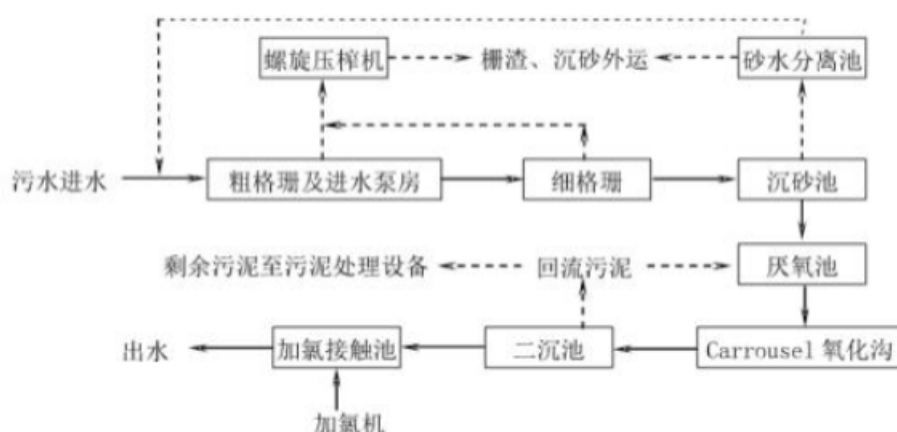 螺旋压榨机
栅渣、沉砂外运
砂水分离池
污水进水
粗格珊及进水泵房
细格珊
沉砂池
剩余污泥至污泥处理设备
回流污泥
厌氧池
出水
加氯接触池
二沉池
Carrousel 氧化沟
加氯机